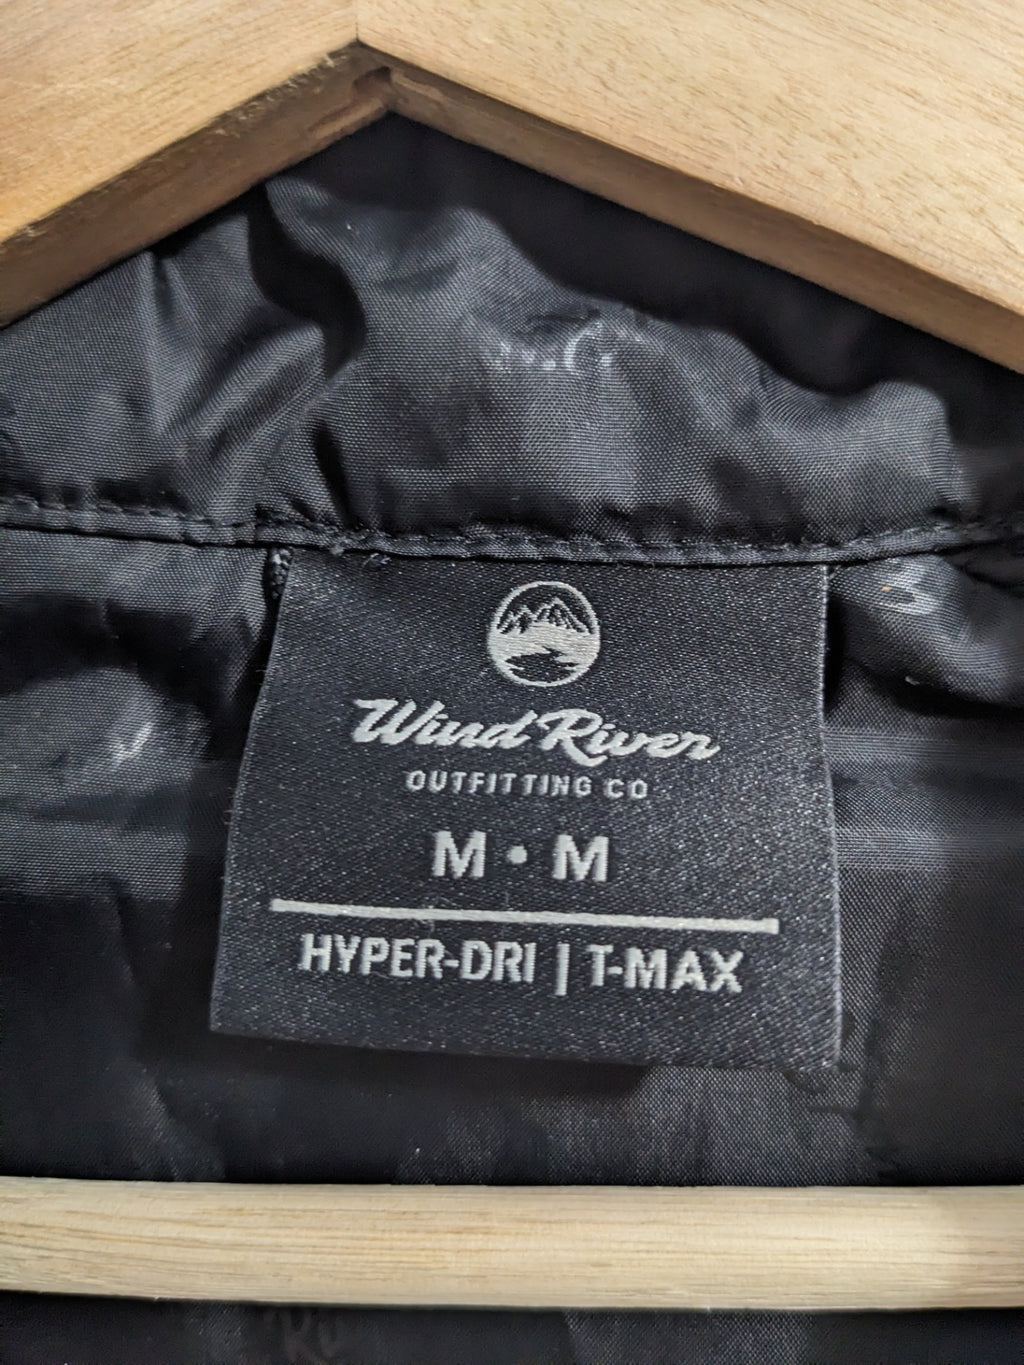 Wind River
OUTFITTING CO
M • M
HYPER-DRI | T-MAX